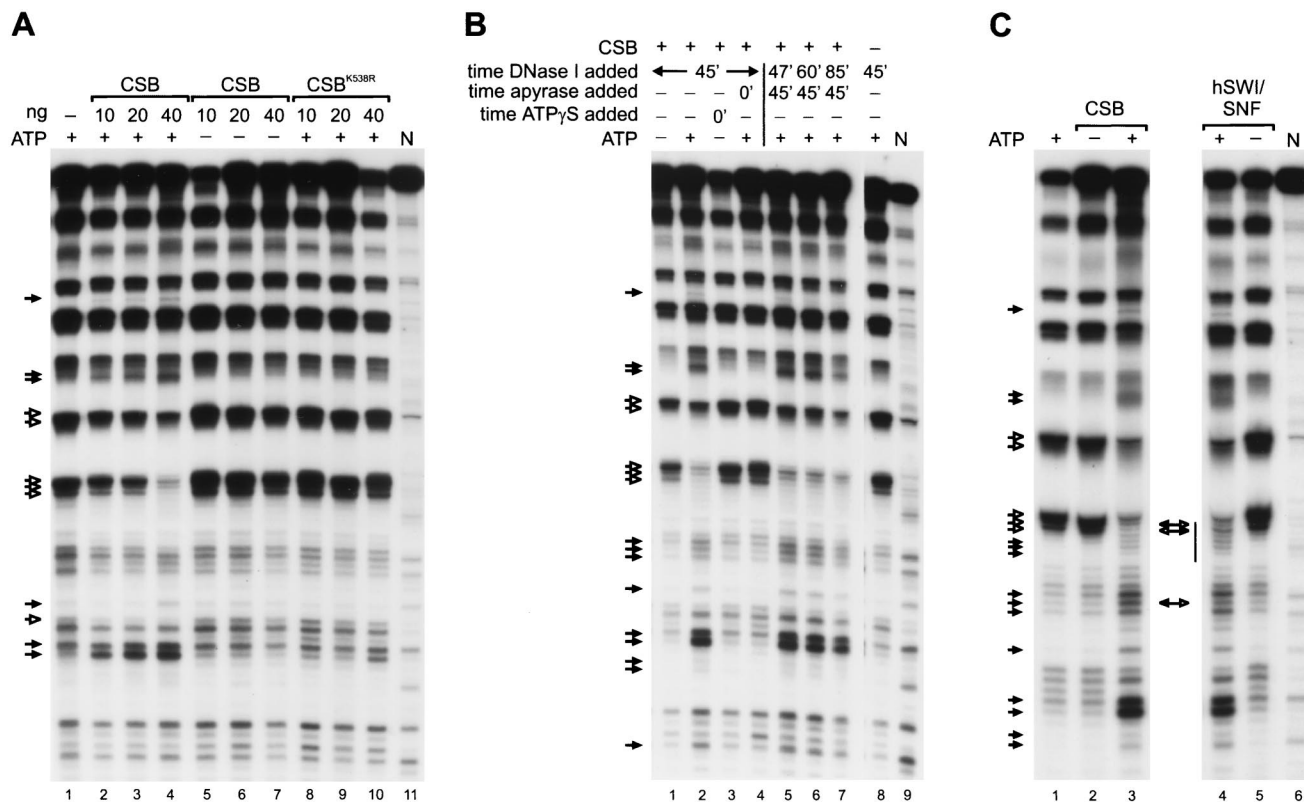 A
CSB CSB CSB^K538R
ng – 10 20 40 10 20 40 10 20 40
ATP + + + + – – – + + + N
1 2 3 4 5 6 7 8 9 10 11
B
CSB + + + + + + + –
time DNase I added 45' 47' 60' 85' 45'
time apyrase added 0' 45' 45' 45'
time ATPγS added 0'
ATP – + – + + + + + N
1 2 3 4 5 6 7 8 9
C
CSB hSWI/
SNF
ATP + – + + – N
1 2 3 4 5 6